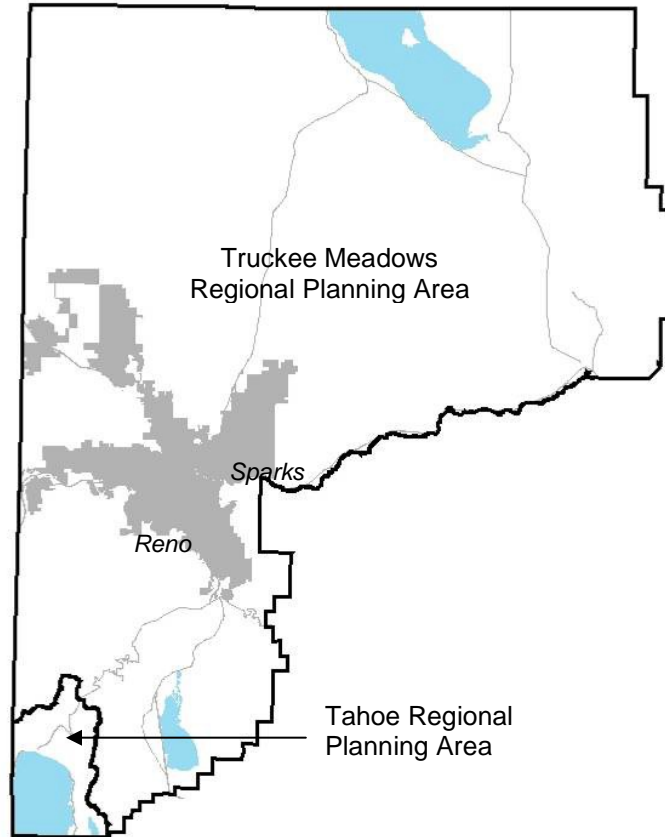 Truckee Meadows
Regional Planning Area
Sparks
Reno
Tahoe Regional
Planning Area